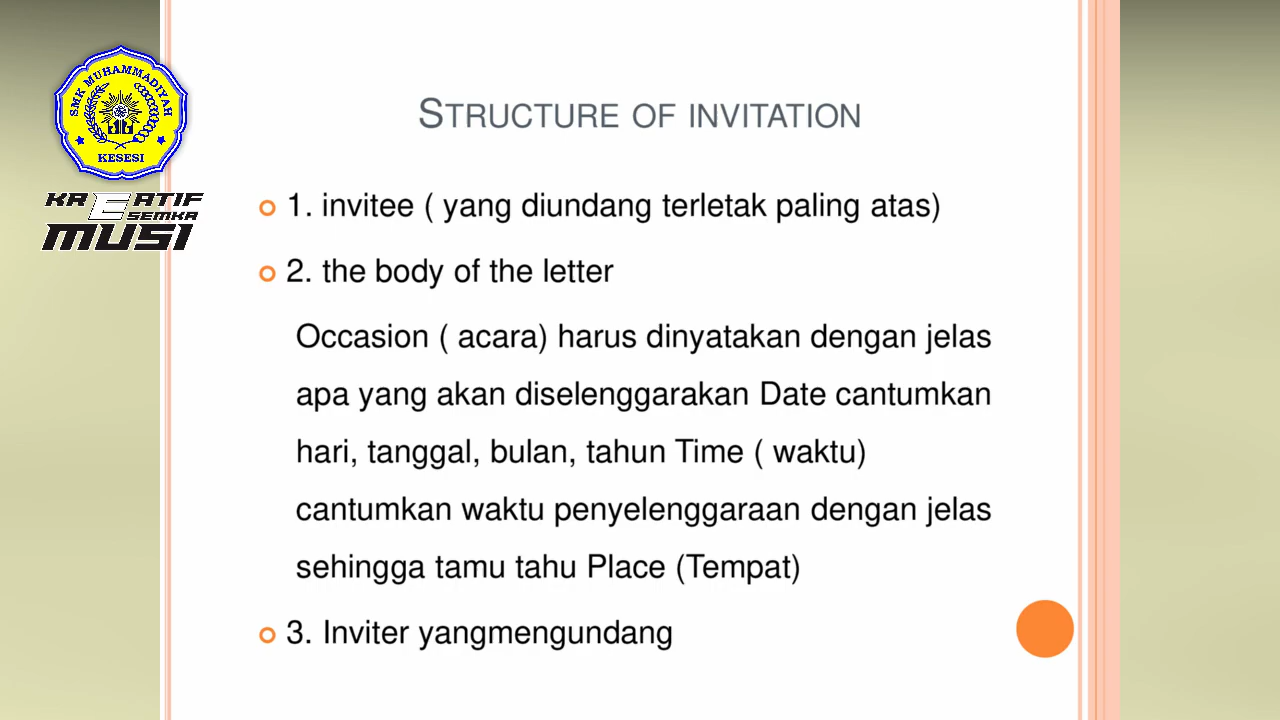 SMK MUHAMMADIYAH
KESESI
KREATIF
SEMKA
MUSI
STRUCTURE OF INVITATION
1. invitee ( yang diundang terletak paling atas)
2. the body of the letter
Occasion ( acara) harus dinyatakan dengan jelas
apa yang akan diselenggarakan Date cantumkan
hari, tanggal, bulan, tahun Time ( waktu)
cantumkan waktu penyelenggaraan dengan jelas
sehingga tamu tahu Place (Tempat)
3. Inviter yangmengundang